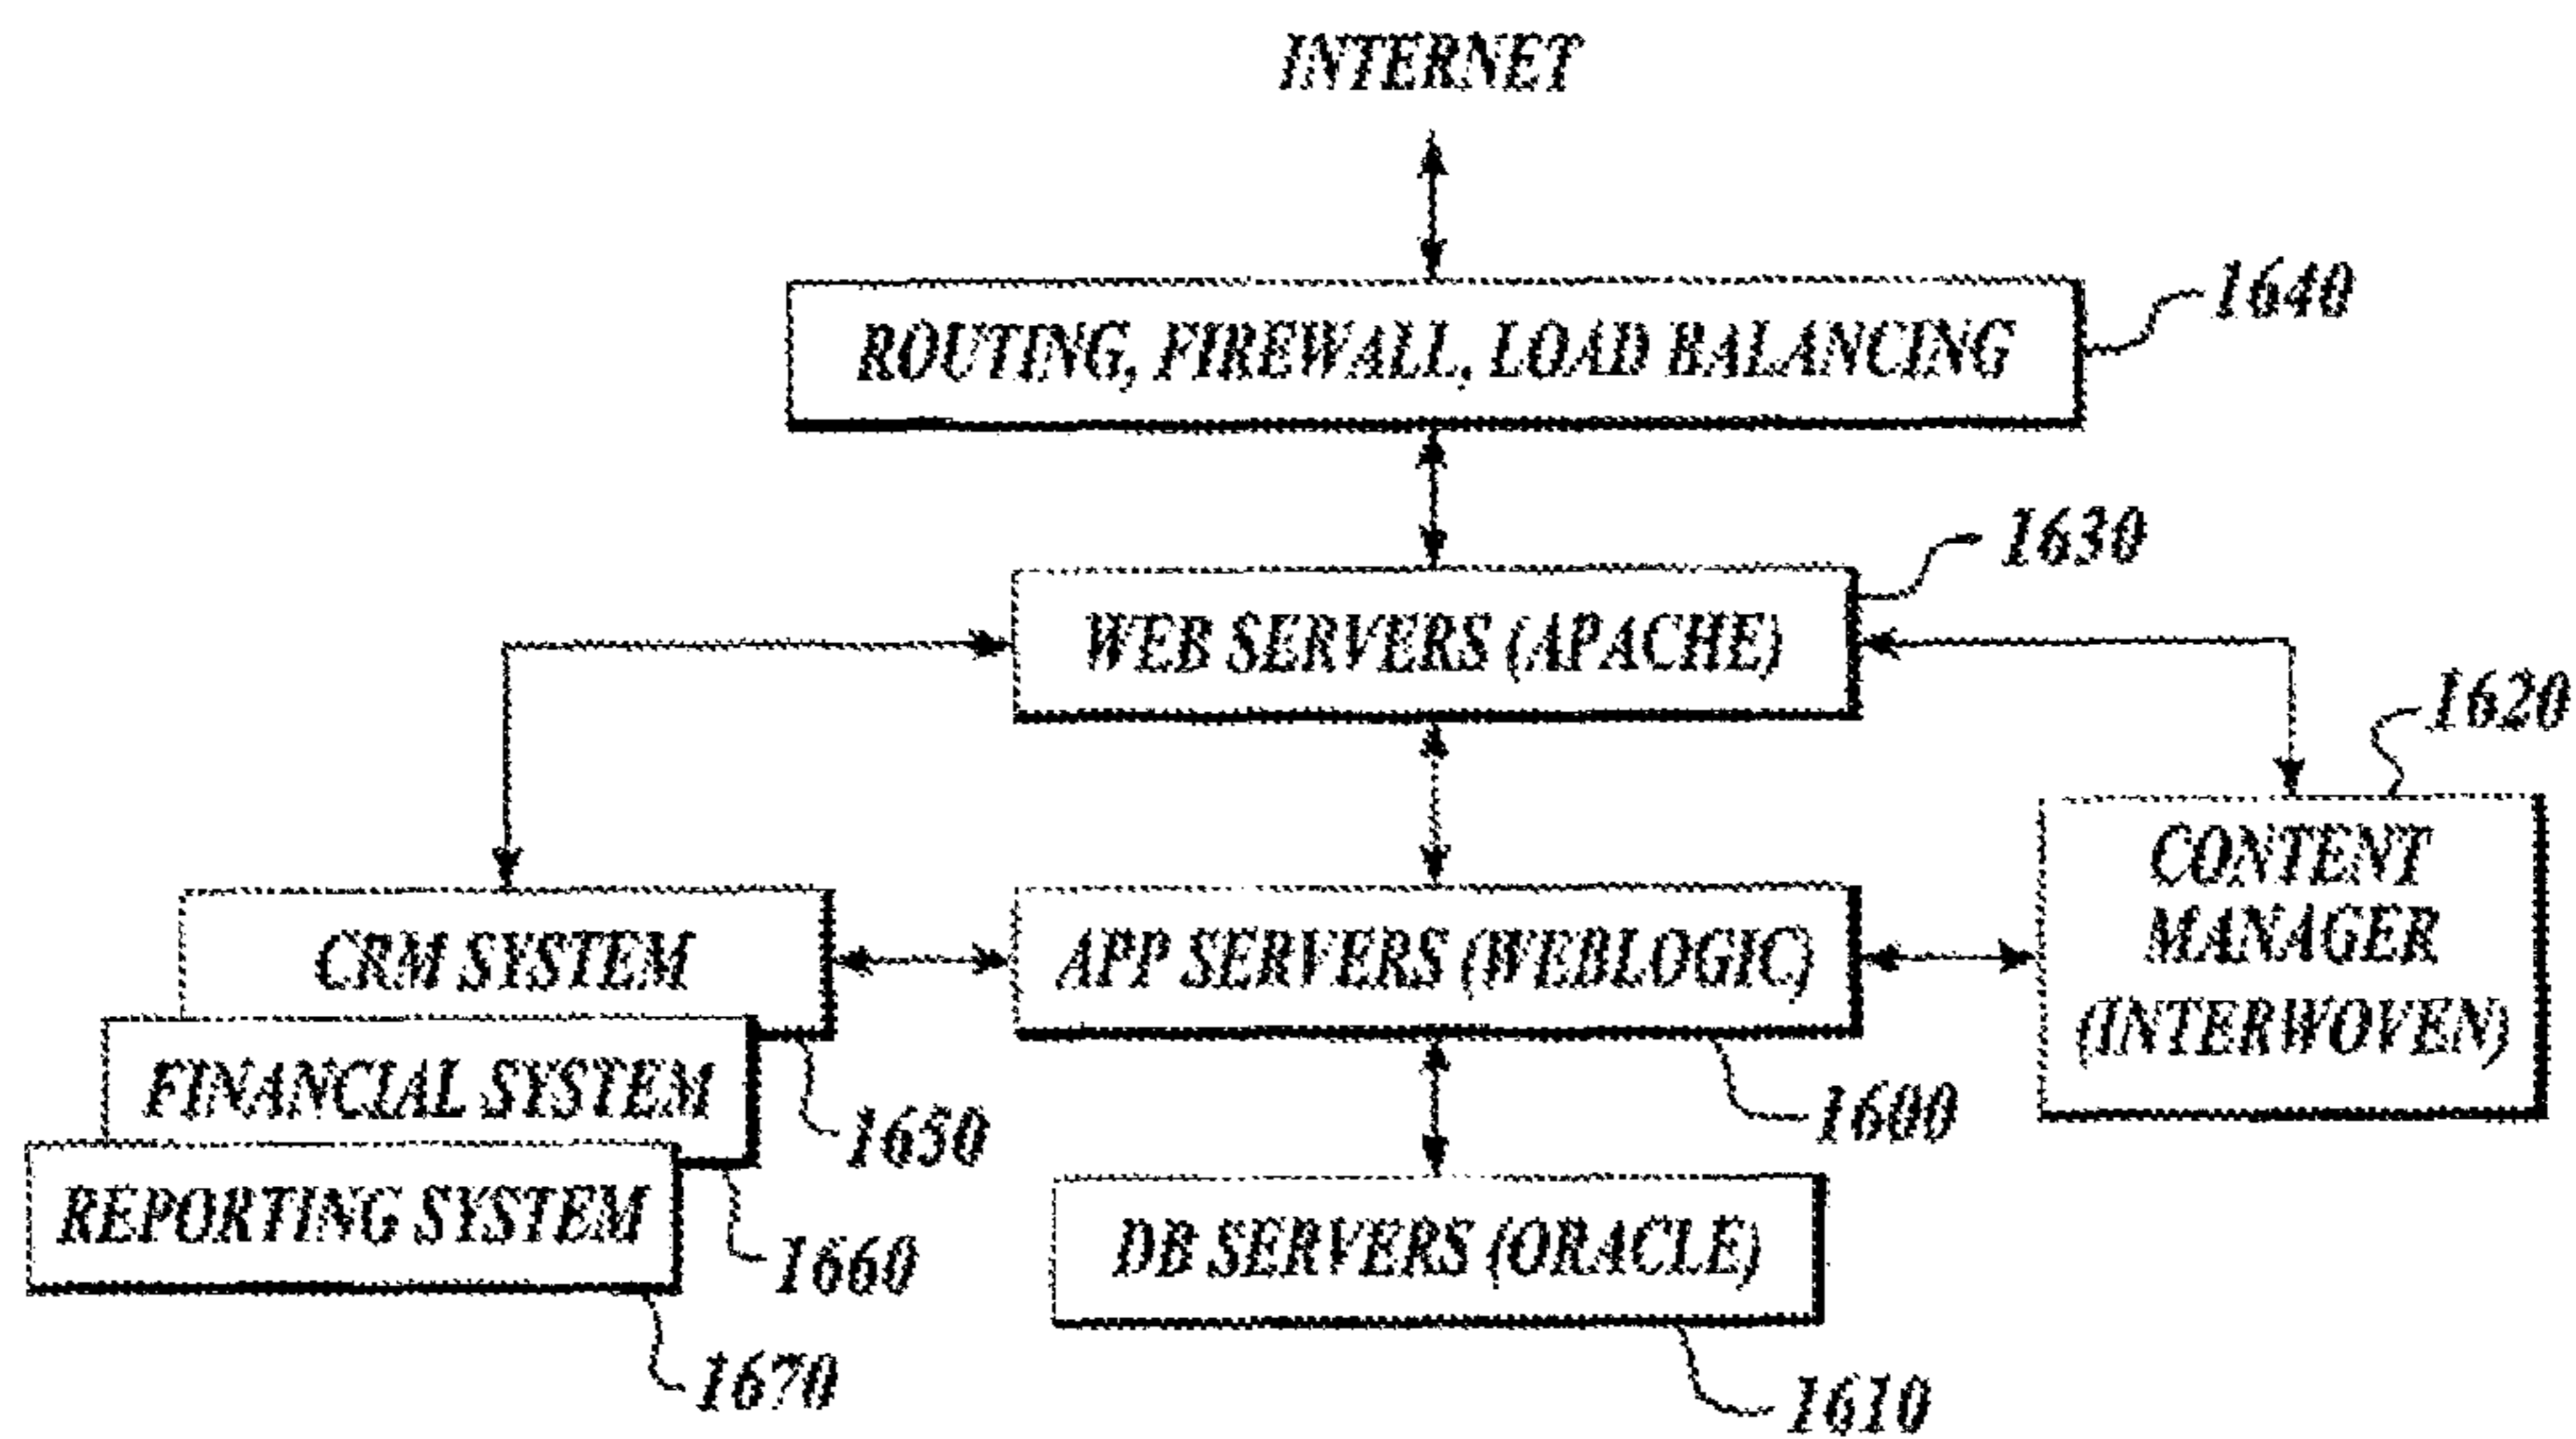 INTERNET
ROUTING, FIREWALL, LOAD BALANCING
1640
WEB SERVERS (APACHE)
1630
1620
CONTENT
MANAGER
(INTERWOVEN)
CRM SYSTEM
APP SERVERS (WEBLOGIC)
FINANCIAL SYSTEM
1650
1600
REPORTING SYSTEM
1660
DB SERVERS (ORACLE)
1670
1610